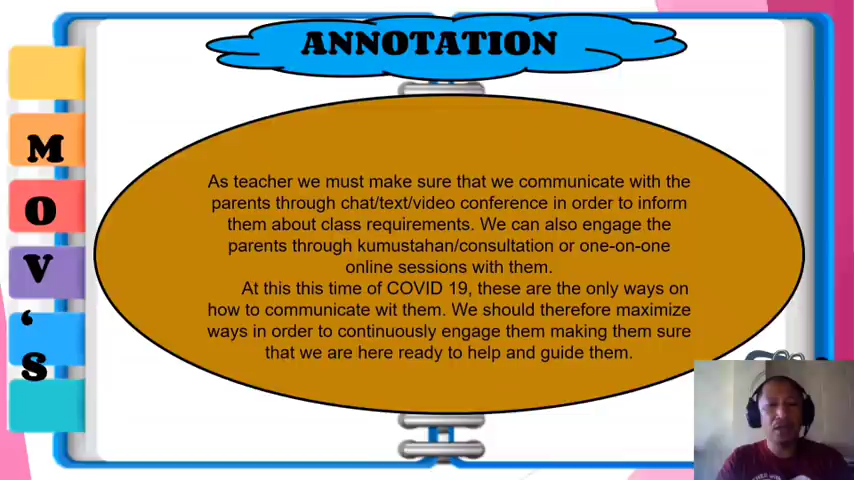 ANNOTATION
M
O
V
'
S
As teacher we must make sure that we communicate with the
parents through chat/text/video conference in order to inform
them about class requirements. We can also engage the
parents through kumustahan/consultation or one-on-one
online sessions with them.
At this this time of COVID 19, these are the only ways on
how to communicate wit them. We should therefore maximize
ways in order to continuously engage them making them sure
that we are here ready to help and guide them.